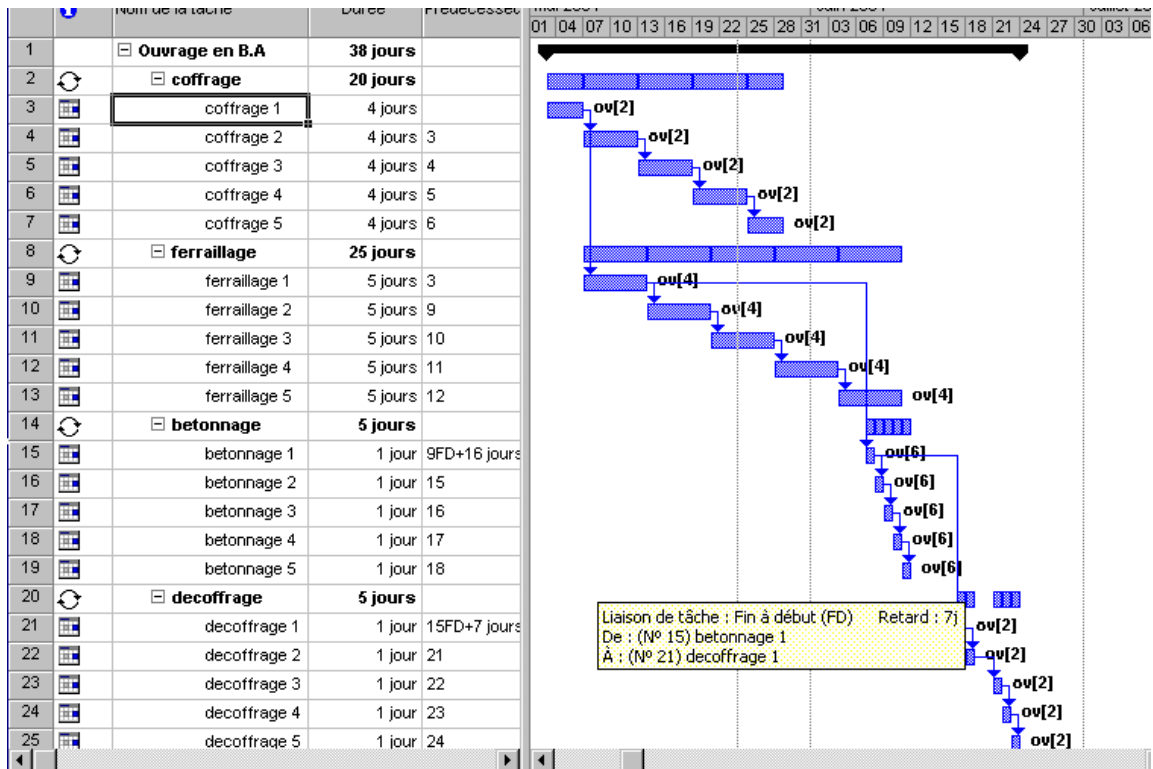 Nom de la tâche Durée Prédécessec
01 04 07 10 13 16 19 22 25 28 31 03 06 09 12 15 18 21 24 27 30 03 06
1 Ouvrage en B.A 38 jours
2 coffrage 20 jours
3 coffrage 1 4 jours ov[2]
4 coffrage 2 4 jours 3 ov[2]
5 coffrage 3 4 jours 4 ov[2]
6 coffrage 4 4 jours 5 ov[2]
7 coffrage 5 4 jours 6 ov[2]
8 ferraillage 25 jours
9 ferraillage 1 5 jours 3 ov[4]
10 ferraillage 2 5 jours 9 ov[4]
11 ferraillage 3 5 jours 10 ov[4]
12 ferraillage 4 5 jours 11 ov[4]
13 ferraillage 5 5 jours 12 ov[4]
14 betonnage 5 jours
15 betonnage 1 1 jour 9FD+16 jours ov[6]
16 betonnage 2 1 jour 15 ov[6]
17 betonnage 3 1 jour 16 ov[6]
18 betonnage 4 1 jour 17 ov[6]
19 betonnage 5 1 jour 18 ov[6]
20 decoffrage 5 jours
21 decoffrage 1 1 jour 15FD+7 jours ov[2]
22 decoffrage 2 1 jour 21 ov[2]
23 decoffrage 3 1 jour 22 ov[2]
24 decoffrage 4 1 jour 23 ov[2]
25 decoffrage 5 1 jour 24 ov[2]
Liaison de tâche : Fin à début (FD) Retard : 7j
De : (Nº 15) betonnage 1
À : (Nº 21) decoffrage 1